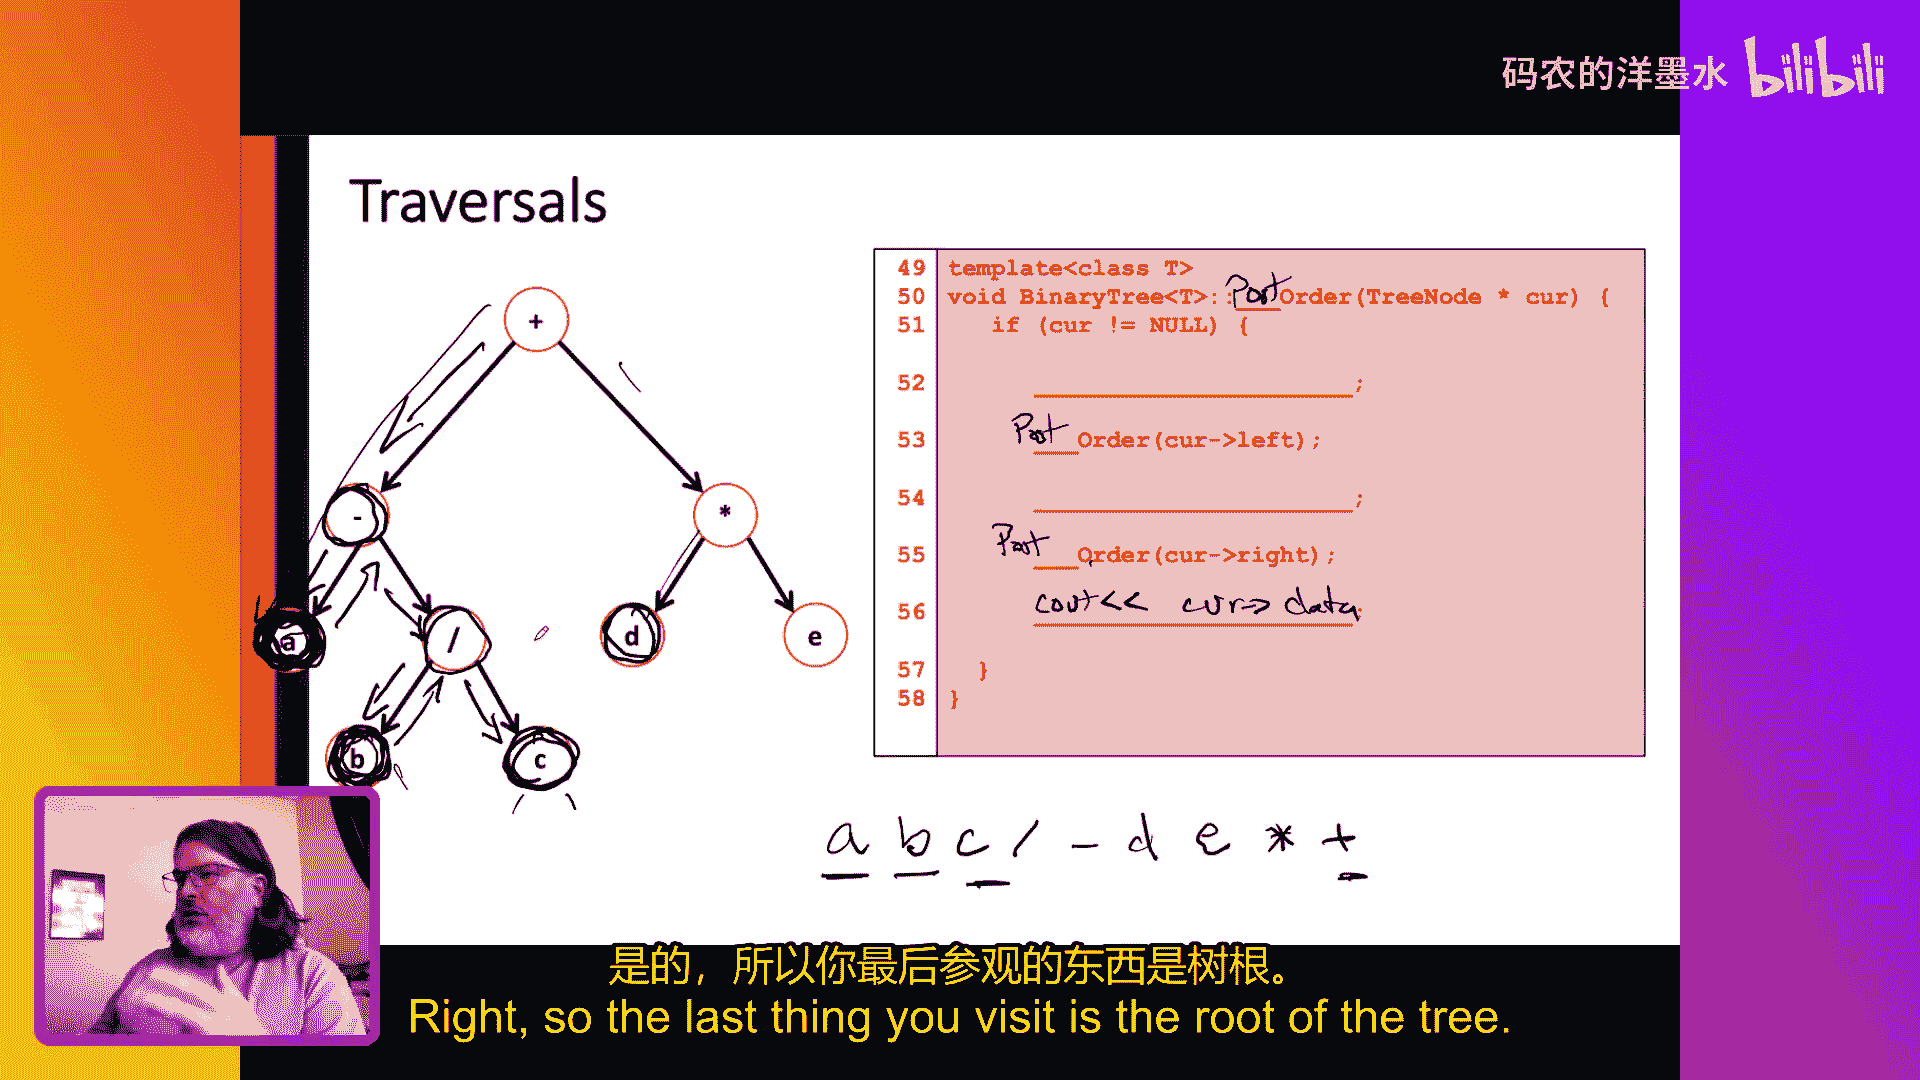 码农的洋墨水 bilibili
Traversals
+
-
*
a
/
d
e
b
c
49 template<class T>
50 void BinaryTree<T>::PostOrder(TreeNode * cur) {
51 if (cur != NULL) {
52 ;
53 Post Order(cur->left);
54 ;
55 Post Order(cur->right);
56 cout<< cur-> data;
57 }
58 }
a b c / - d e * +
是的，所以你最后参观的东西是树根。
Right, so the last thing you visit is the root of the tree.